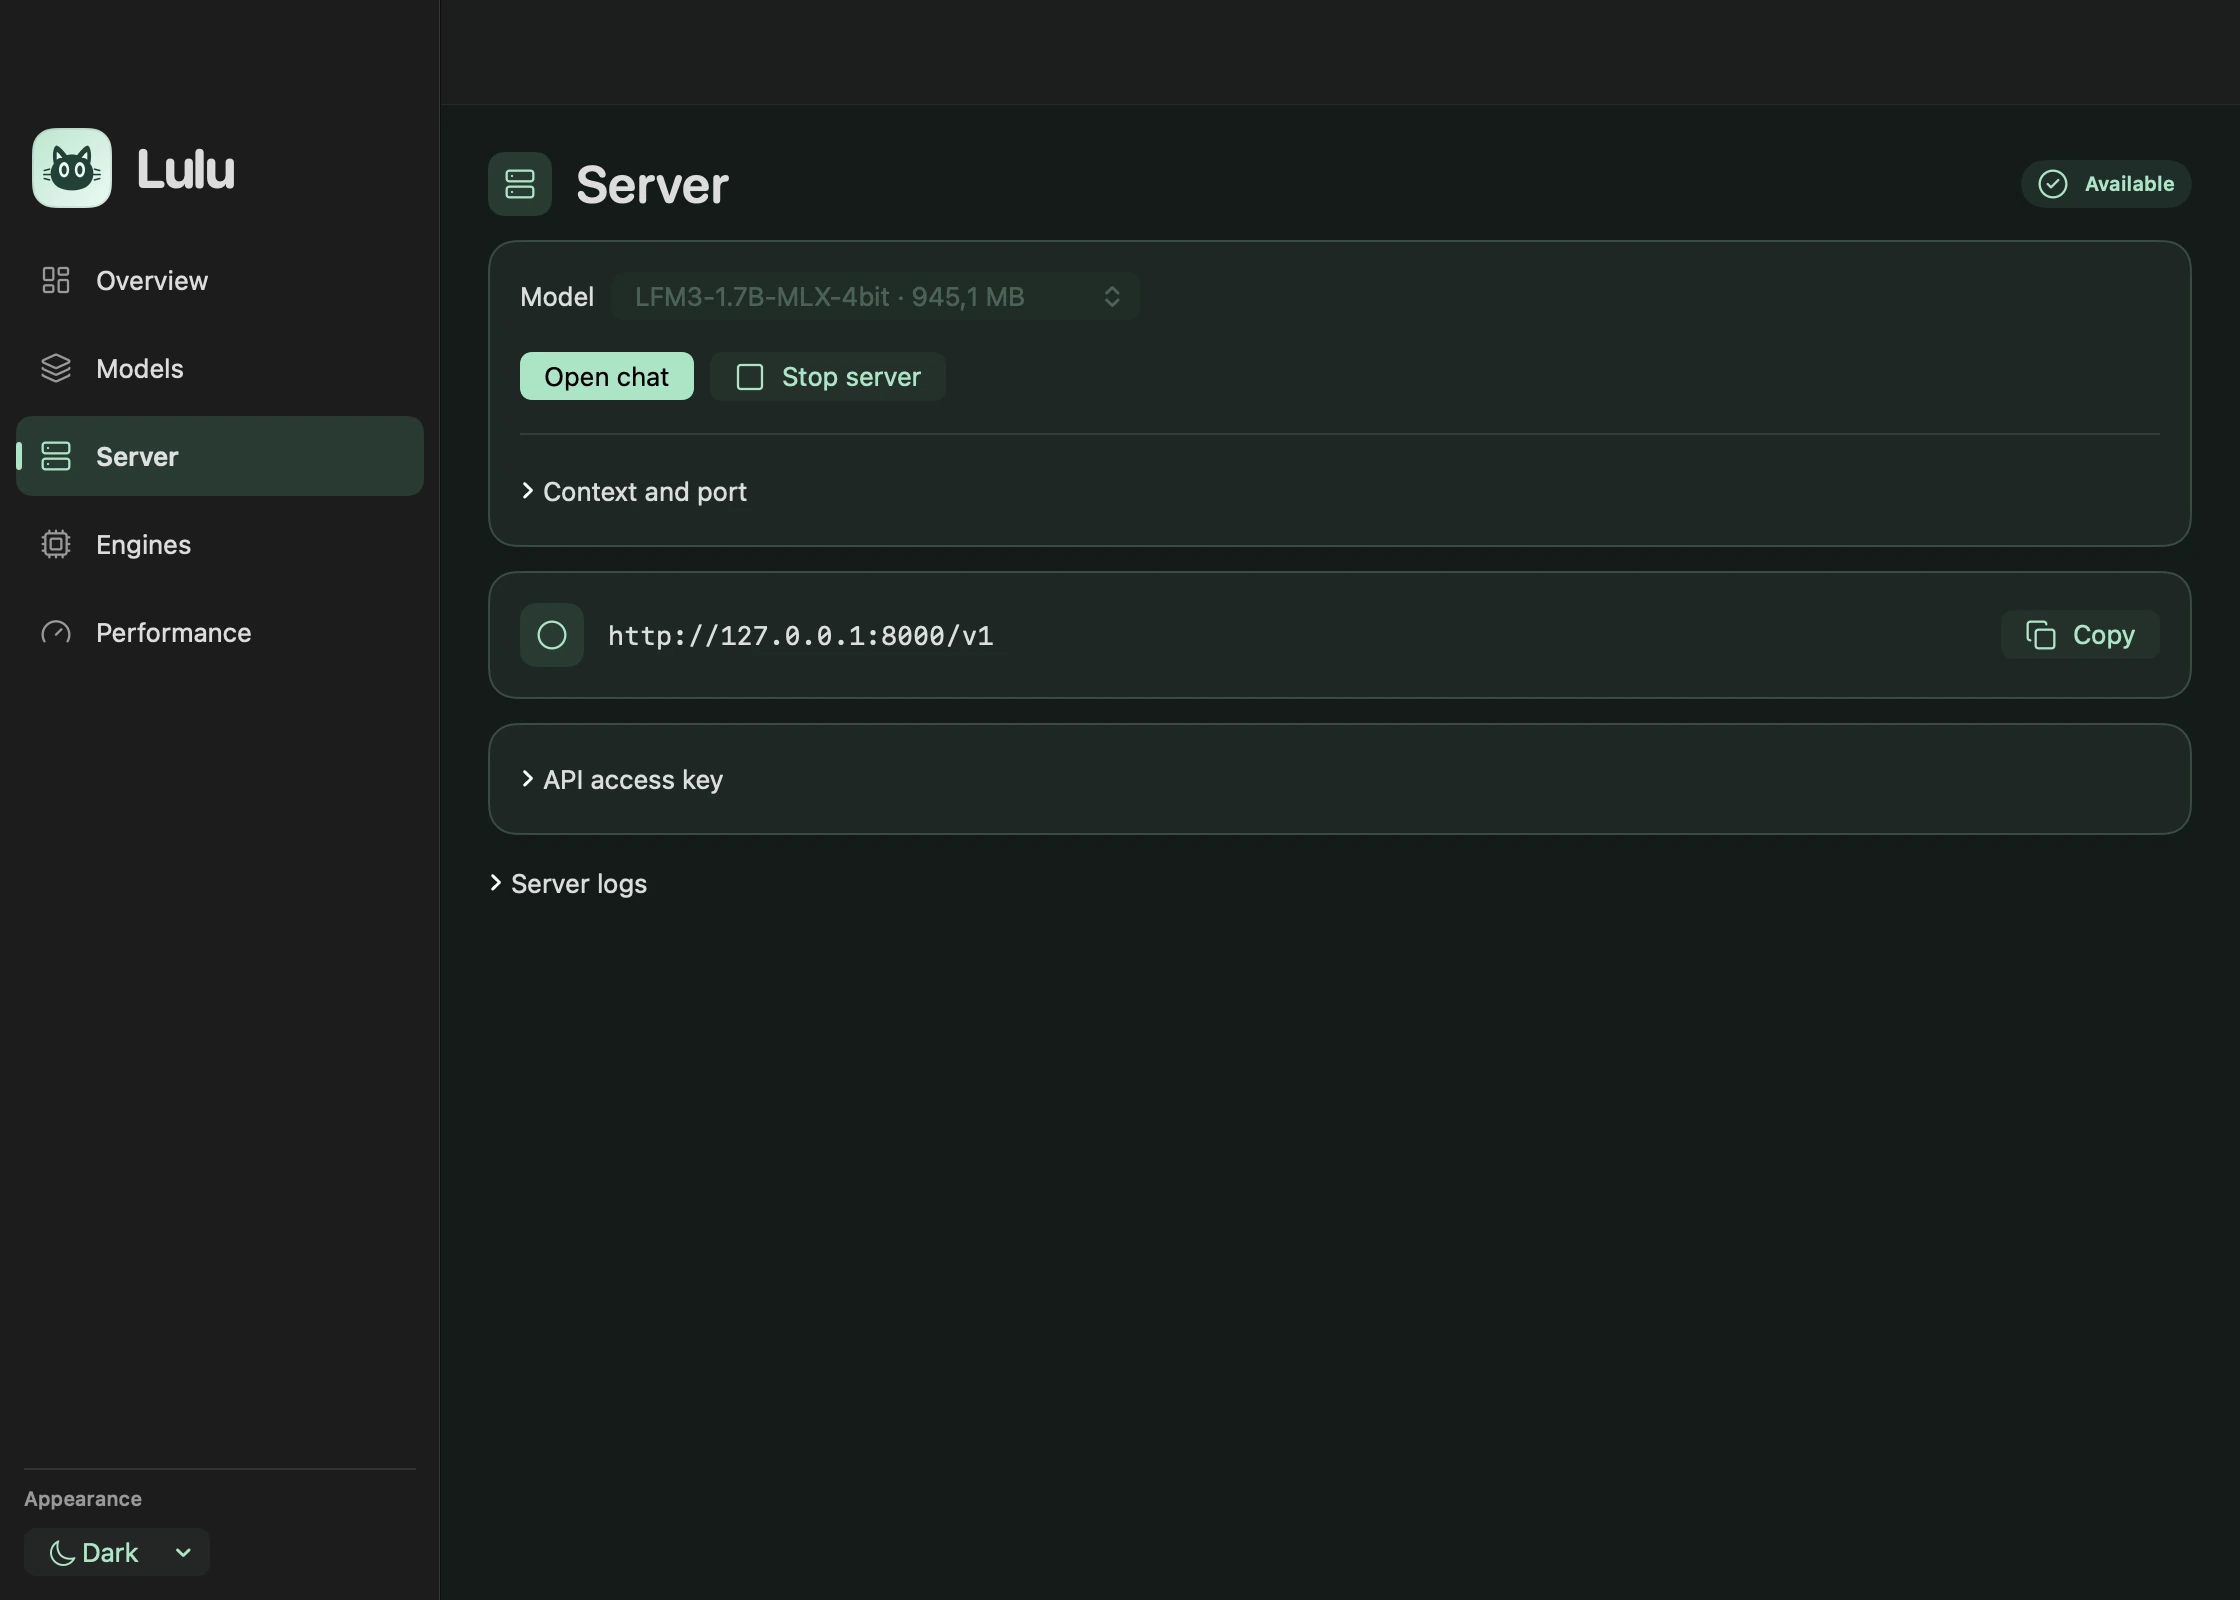 Lulu
Overview
Models
Server
Engines
Performance
Appearance
Dark
Server
Available
Model
LFM3-1.7B-MLX-4bit · 945,1 MB
Open chat
Stop server
Context and port
http://127.0.0.1:8000/v1
Copy
API access key
Server logs